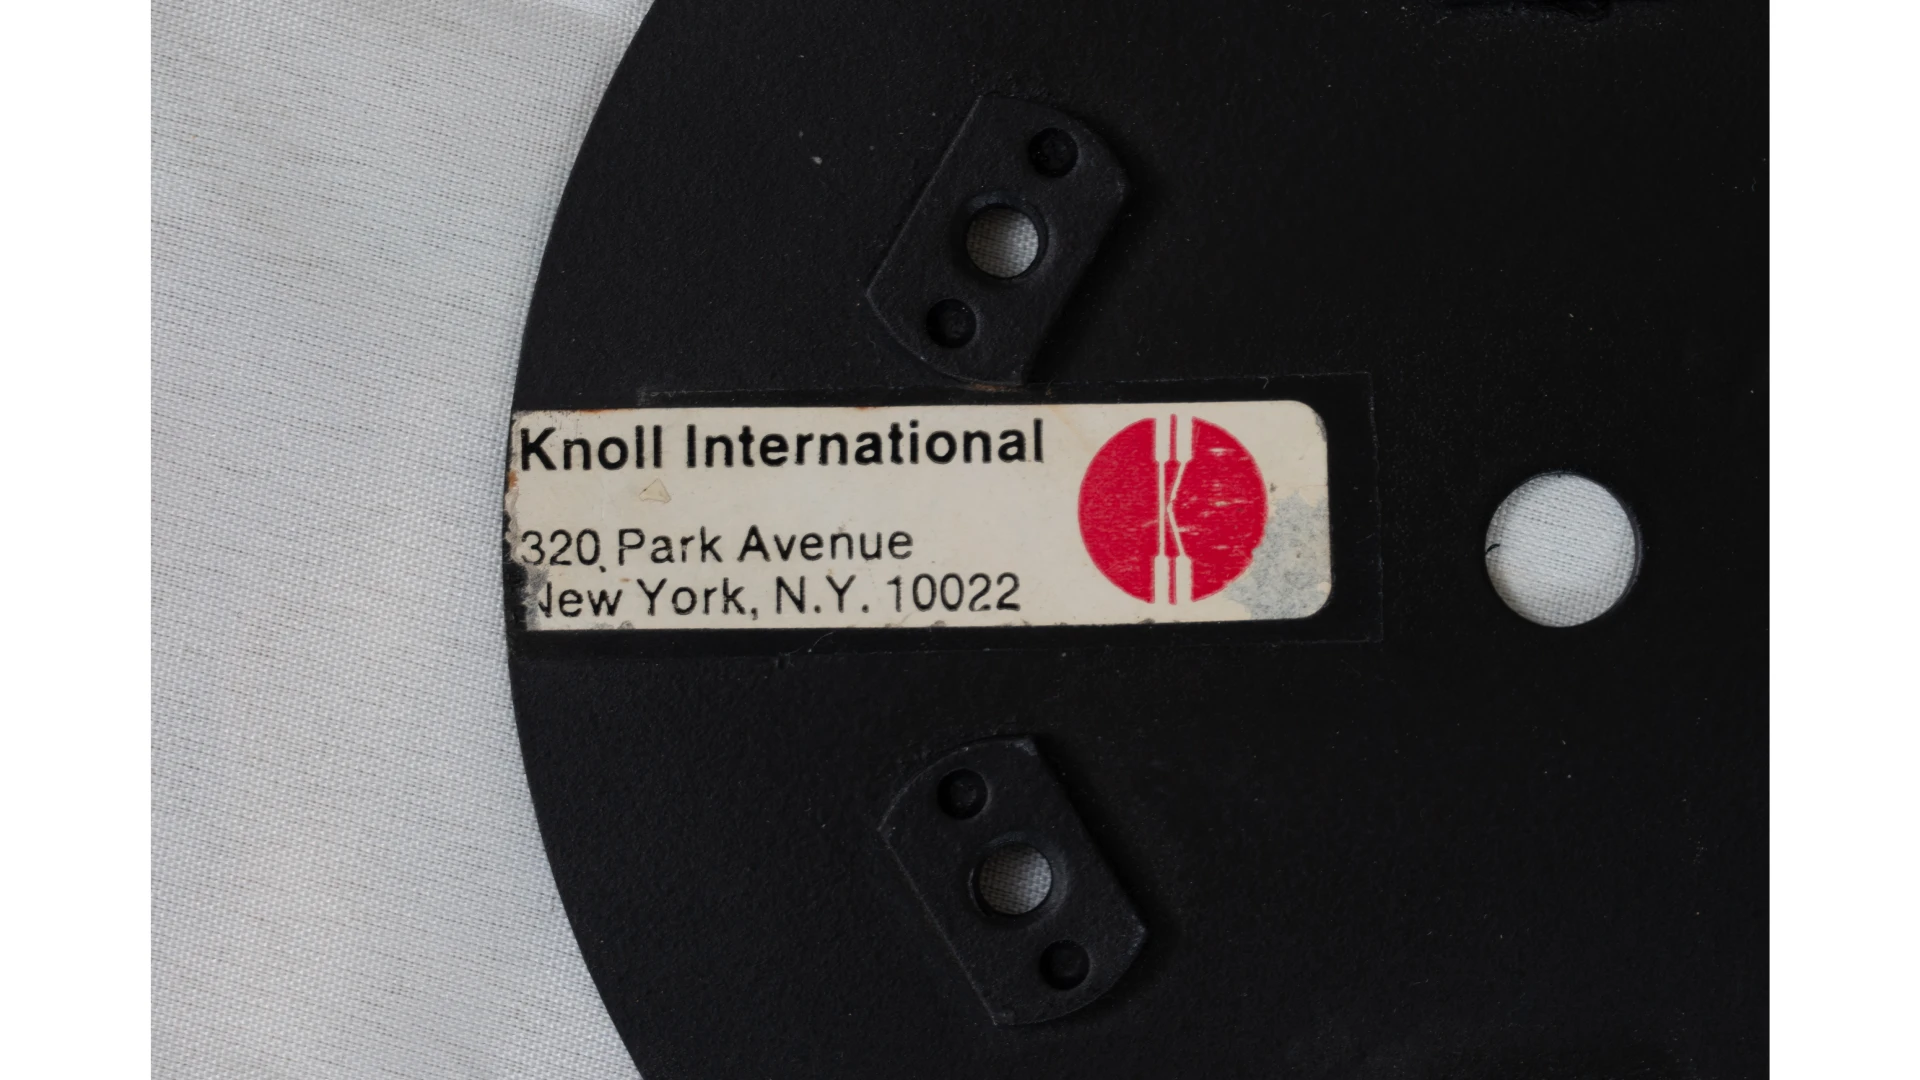 Knoll International
320 Park Avenue
New York, N.Y. 10022
K